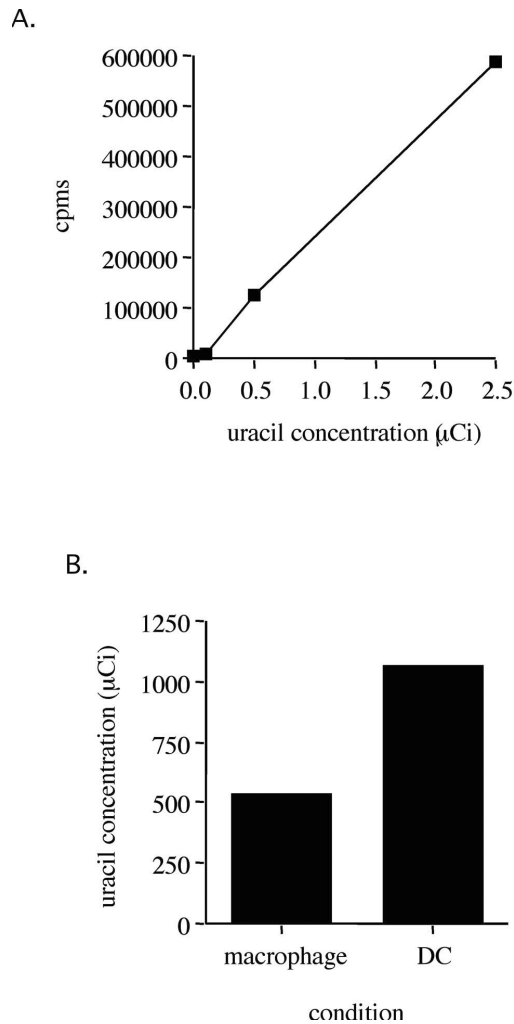 A.
600000
500000
400000
300000
200000
100000
0
cpms
0.0 0.5 1.0 1.5 2.0 2.5
uracil concentration (μCi)
B.
1250
1000
750
500
250
0
uracil concentration (μCi)
macrophage DC
condition